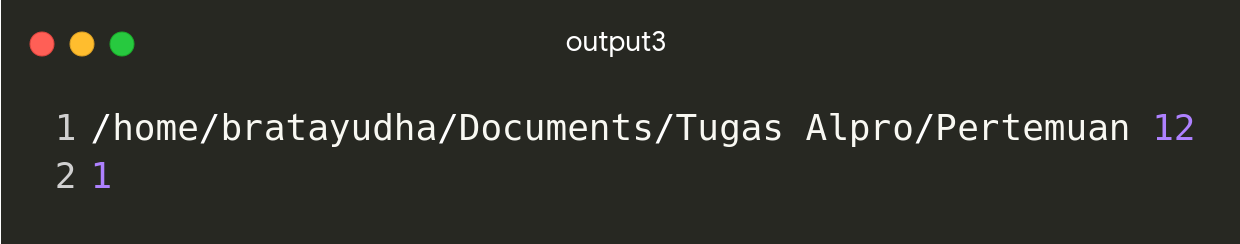 output3
1 /home/bratayudha/Documents/Tugas Alpro/Pertemuan 12
2 1